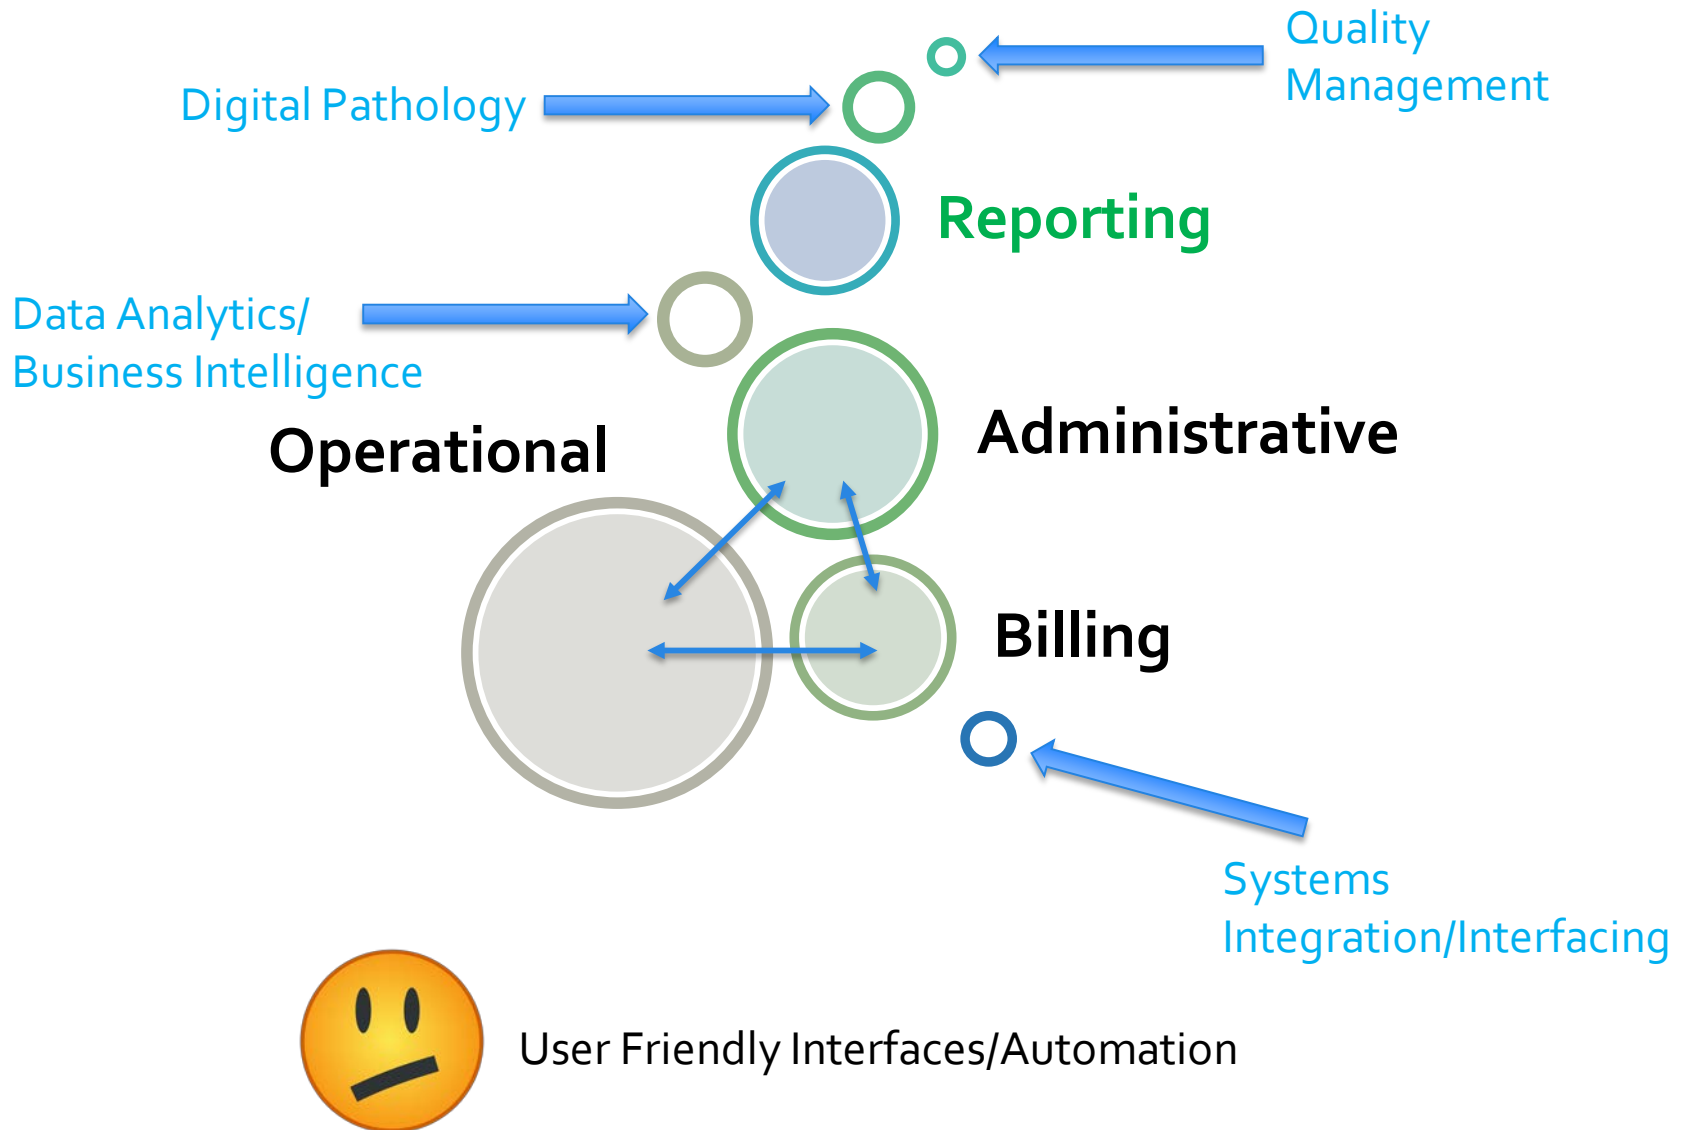 Quality
Management
Digital Pathology
Reporting
Data Analytics/
Business Intelligence
Operational
Administrative
Billing
Systems
Integration/Interfacing
User Friendly Interfaces/Automation